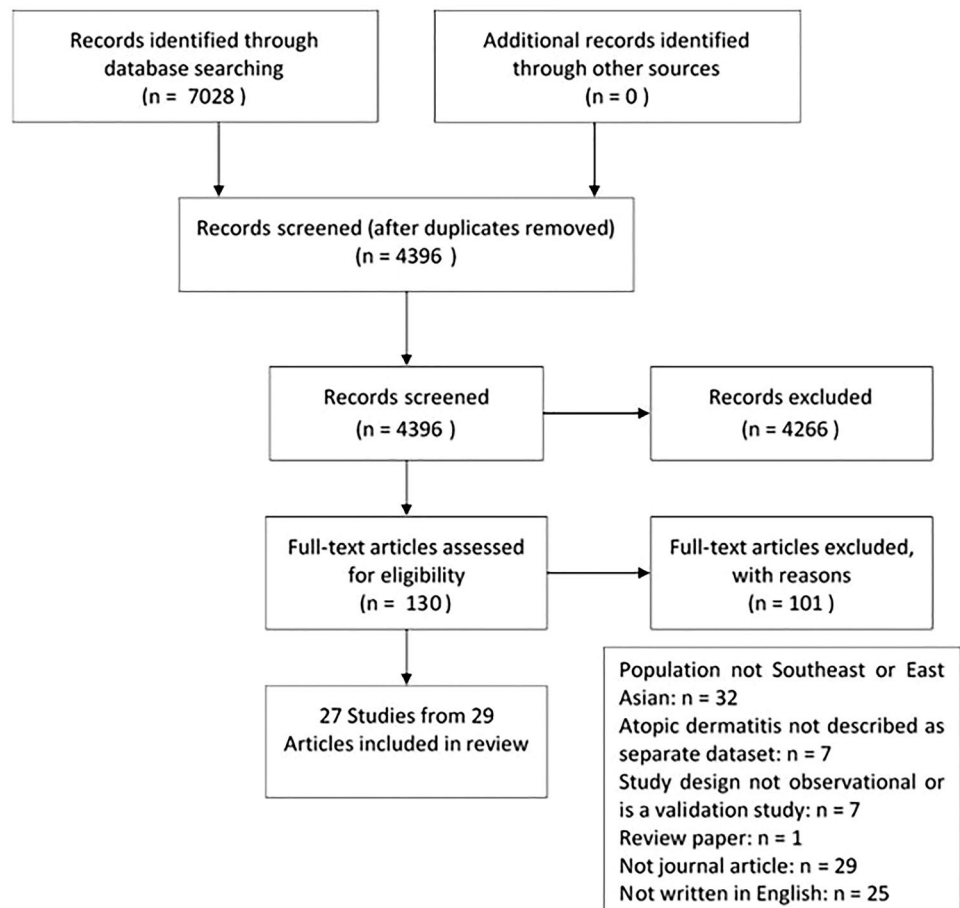 Records identified through
database searching
(n = 7028 )
Additional records identified
through other sources
(n = 0 )
Records screened (after duplicates removed)
(n = 4396 )
Records screened
(n = 4396 )
Records excluded
(n = 4266 )
Full-text articles assessed
for eligibility
(n = 130 )
Full-text articles excluded,
with reasons
(n = 101 )
27 Studies from 29
Articles included in review
Population not Southeast or East
Asian: n = 32
Atopic dermatitis not described as
separate dataset: n = 7
Study design not observational or
is a validation study: n = 7
Review paper: n = 1
Not journal article: n = 29
Not written in English: n = 25